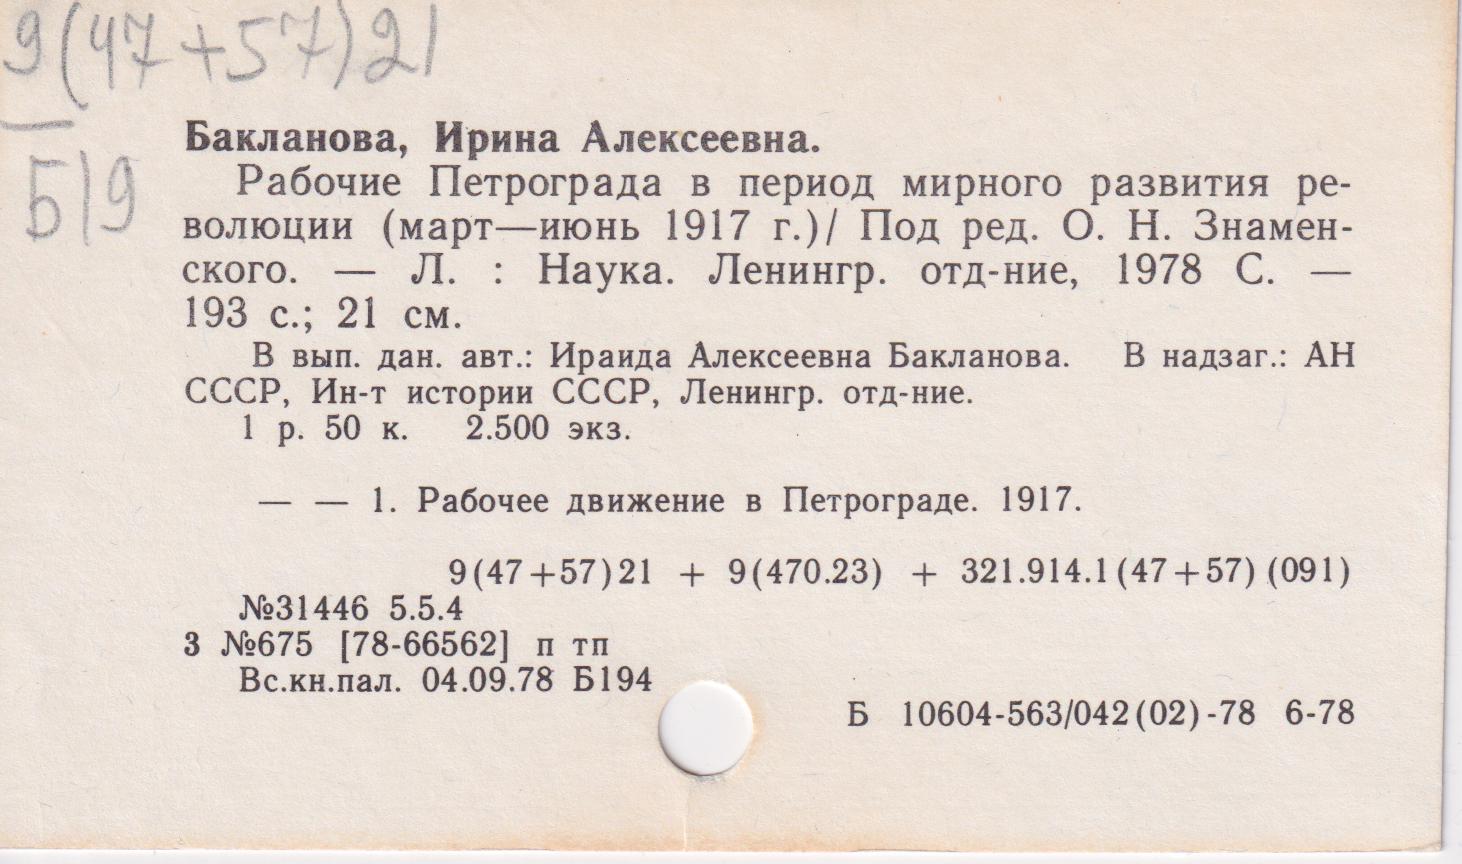 9(47+57)21
Б19
Бакланова, Ирина Алексеевна.
Рабочие Петрограда в период мирного развития ре-
волюции (март—июнь 1917 г.)/ Под ред. О. Н. Знамен-
ского. — Л. : Наука. Ленингр. отд-ние, 1978 С. —
193 с.; 21 см.
В вып. дан. авт.: Ираида Алексеевна Бакланова. В надзаг.: АН
СССР, Ин-т истории СССР, Ленингр. отд-ние.
1 р. 50 к. 2.500 экз.
— — 1. Рабочее движение в Петрограде. 1917.
9(47+57)21 + 9(470.23) + 321.914.1(47+57)(091)
№31446 5.5.4
3 №675 [78-66562] п тп
Вс.кн.пал. 04.09.78 Б194
Б 10604-563/042(02)-78 6-78